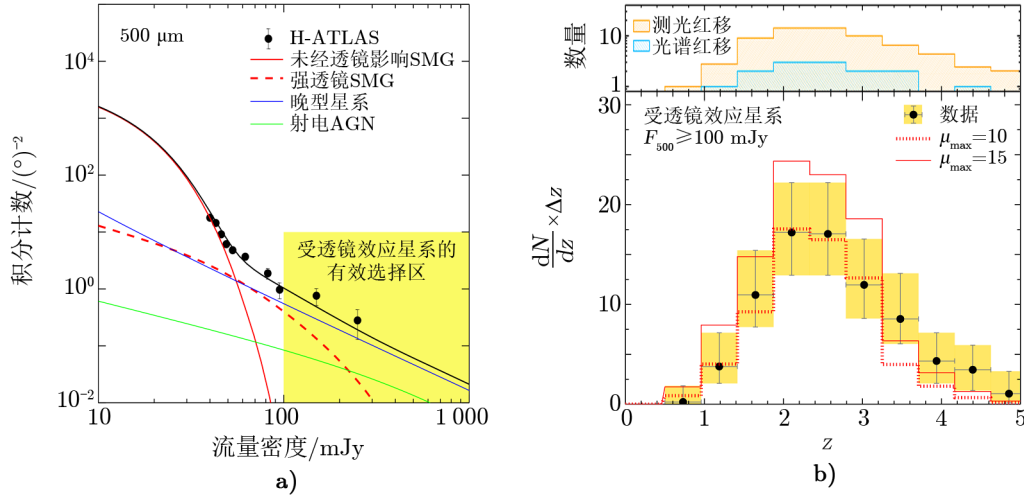 500 μm
H-ATLAS
未经透镜影响SMG
强透镜SMG
晚型星系
射电AGN
受透镜效应星系的
有效选择区
积分计数/(°)⁻²
10⁴
10²
10⁰
10⁻²
10
100
1 000
流量密度/mJy
a)
测光红移
光谱红移
数量
10
1
受透镜效应星系
F₅₀₀≥100 mJy
数据
μₘₐₓ=10
μₘₐₓ=15
dN/dz×Δz
30
20
10
0
0
1
2
3
4
5
z
b)